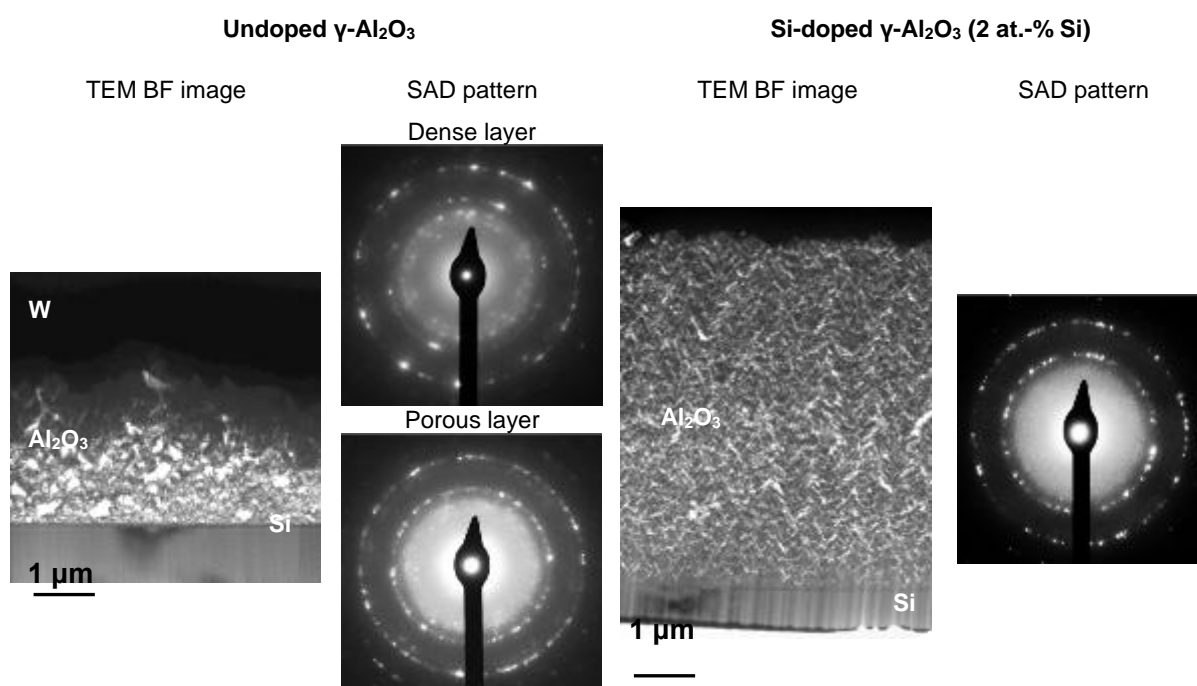 Undoped γ-Al₂O₃
Si-doped γ-Al₂O₃ (2 at.-% Si)
TEM BF image
SAD pattern
TEM BF image
SAD pattern
Dense layer
W
Al₂O₃
Si
1 µm
Porous layer
Al₂O₃
Si
1 µm